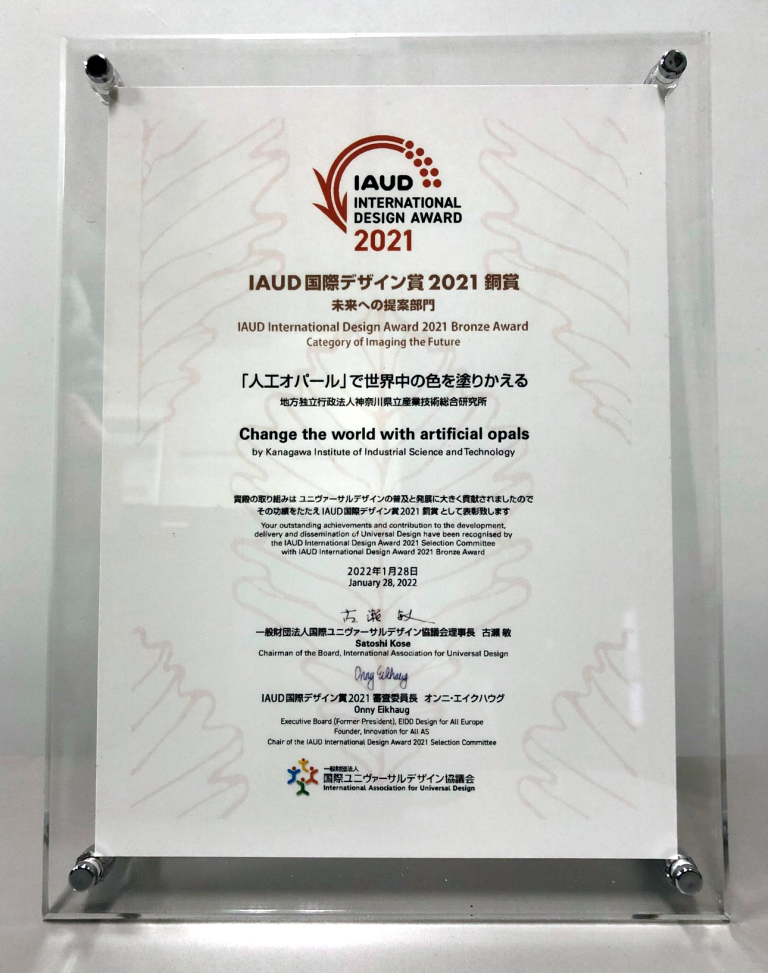 IAUD
INTERNATIONAL
DESIGN AWARD
2021
IAUD国際デザイン賞2021 銅賞
未来への提案部門
IAUD International Design Award 2021 Bronze Award
Category of Imaging the Future
「人工オパール」で世界中の色を塗りかえる
地方独立行政法人神奈川県立産業技術総合研究所
Change the world with artificial opals
by Kanagawa Institute of Industrial Science and Technology
貴殿の取り組みは ユニヴァーサルデザインの普及と発展に大きく貢献されましたので
その功績をたたえ IAUD国際デザイン賞2021 銅賞 として表彰致します
Your outstanding achievements and contribution to the development,
delivery and dissemination of Universal Design have been recognised by
the IAUD International Design Award 2021 Selection Committee
with IAUD International Design Award 2021 Bronze Award
2022年1月28日
January 28, 2022
古瀬 敏
一般財団法人国際ユニヴァーサルデザイン協議会理事長 古瀬 敏
Satoshi Kose
Chairman of the Board, International Association for Universal Design
Onny Eikhaug
IAUD国際デザイン賞2021 審査委員長 オンニ・エイクハウグ
Onny Eikhaug
Executive Board (Former President), EIDD Design for All Europe
Founder, Innovation for All AS
Chair of the IAUD International Design Award 2021 Selection Committee
一般財団法人
国際ユニヴァーサルデザイン協議会
International Association for Universal Design